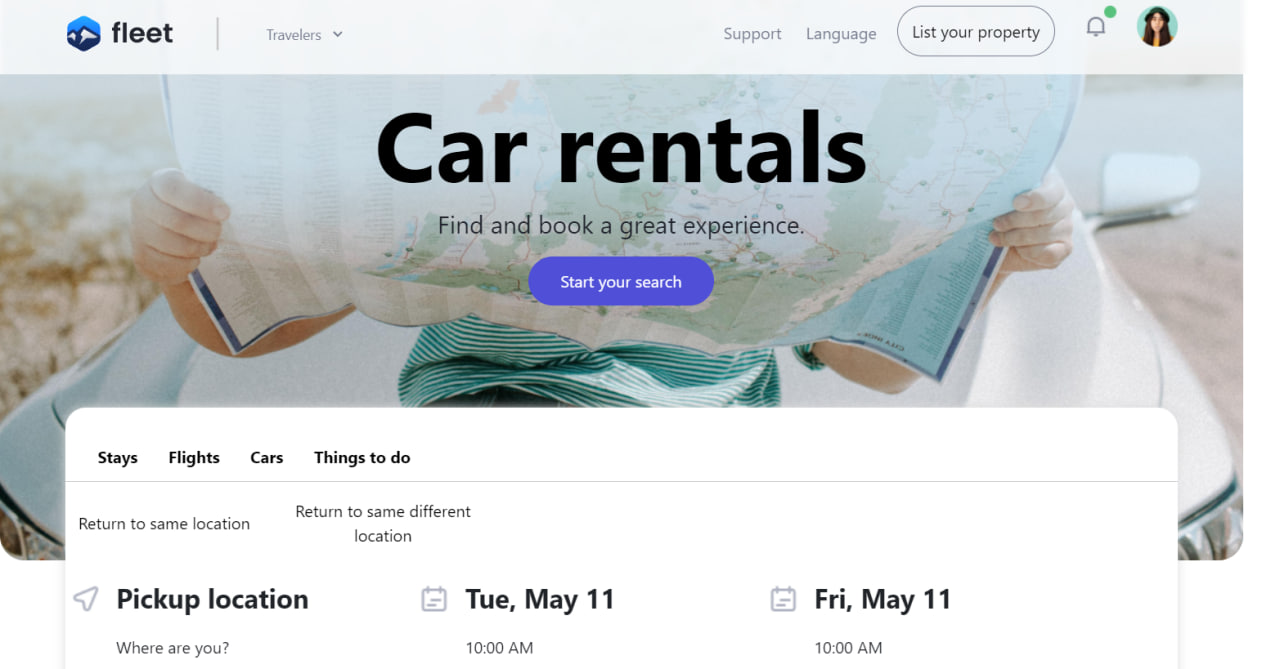 fleet
Travelers
Support
Language
List your property
Car rentals
Find and book a great experience.
Start your search
Stays
Flights
Cars
Things to do
Return to same location
Return to same different
location
Pickup location
Tue, May 11
Fri, May 11
Where are you?
10:00 AM
10:00 AM